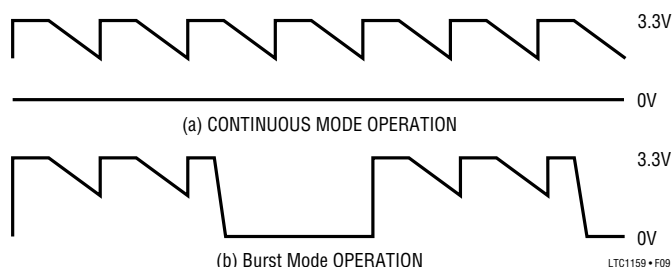 3.3V
0V
(a) CONTINUOUS MODE OPERATION
3.3V
0V
(b) Burst Mode OPERATION
LTC1159 • F09